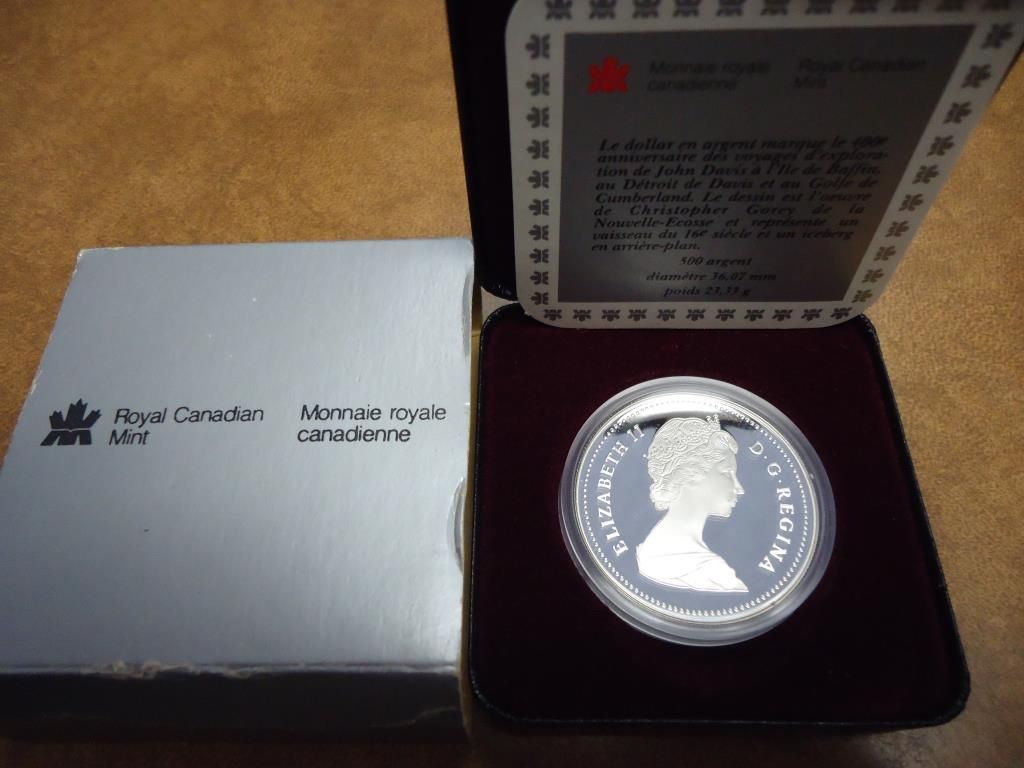 Monnaie royale canadienne
Royal Canadian Mint
Le dollar en argent marque le 400e
anniversaire des voyages d'explora-
tion de John Davis à l'Ile de Baffin,
au Détroit de Davis et au Golfe de
Cumberland. Le dessin est l'oeuvre
de Christopher Gorey de la
Nouvelle-Ecosse et représente un
vaisseau du 16e siècle et un iceberg
en arrière-plan.
500 argent
diamètre 36,07 mm
poids 23,33 g
Royal Canadian
Mint
Monnaie royale
canadienne
ELIZABETH II D·G·REGINA